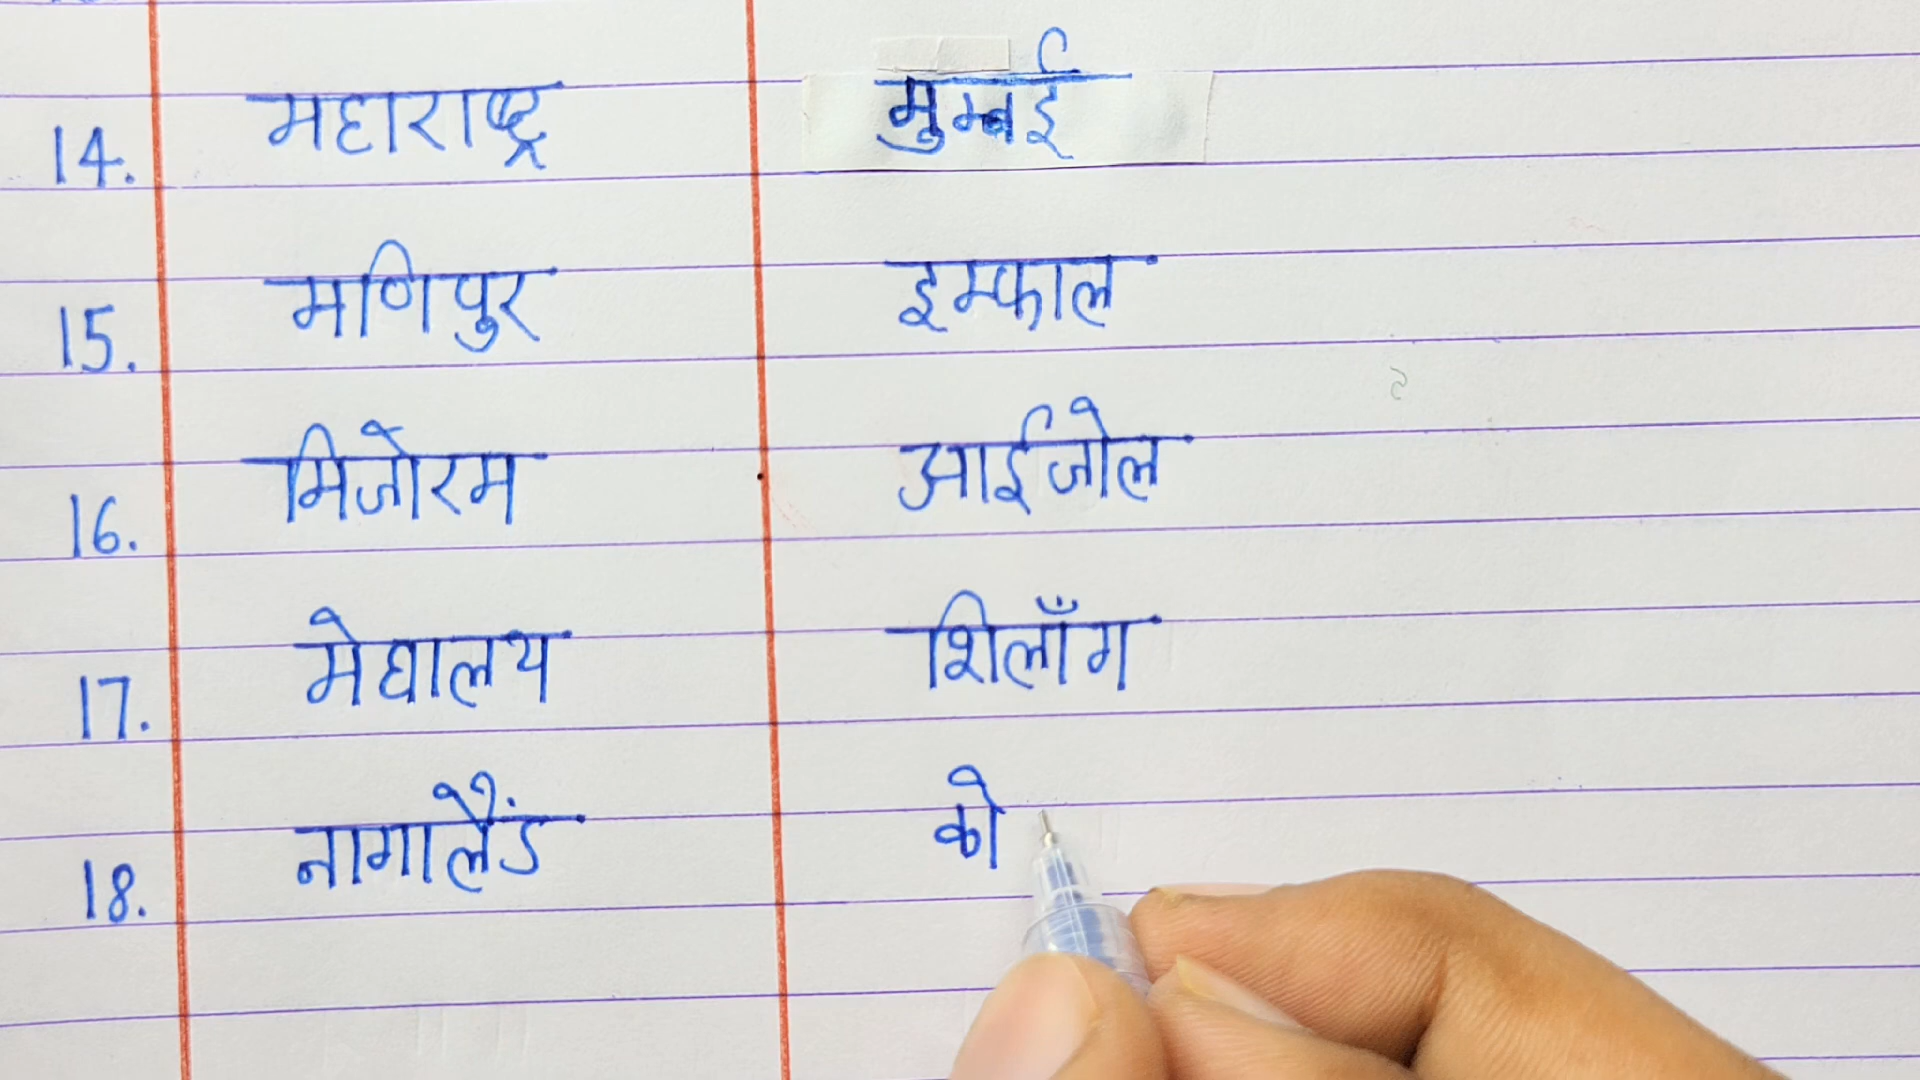 14. महाराष्ट्र मुम्बई
15. मणिपुर इम्फाल
16. मिजोरम आईजोल
17. मेघालय शिलाँग
18. नागालैंड को